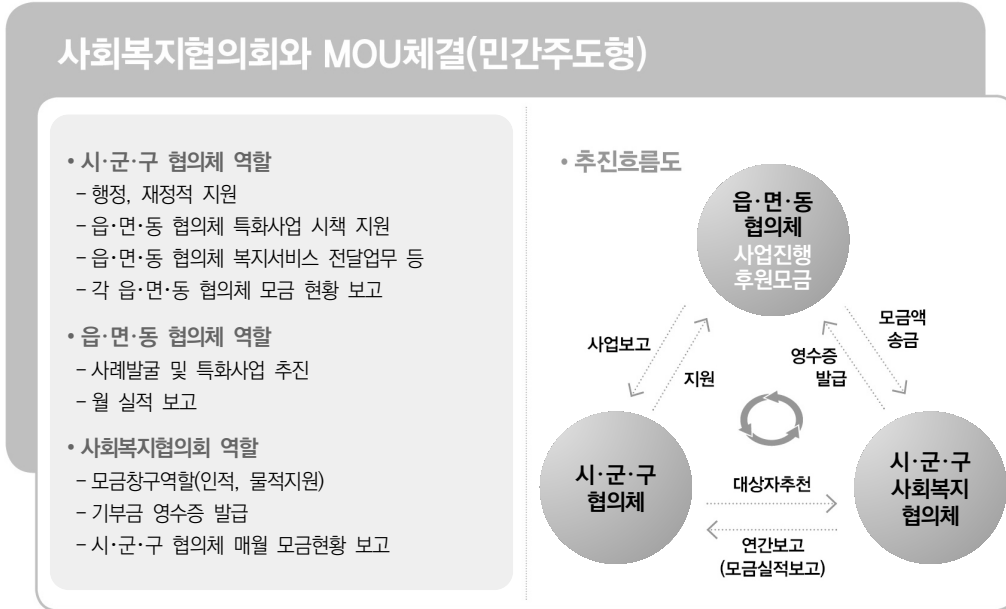 사회복지협의회와 MOU체결(민간주도형)
• 시·군·구 협의체 역할
- 행정, 재정적 지원
- 읍·면·동 협의체 특화사업 시책 지원
- 읍·면·동 협의체 복지서비스 전달업무 등
- 각 읍·면·동 협의체 모금 현황 보고
• 읍·면·동 협의체 역할
- 사례발굴 및 특화사업 추진
- 월 실적 보고
• 사회복지협의회 역할
- 모금창구역할(인적, 물적지원)
- 기부금 영수증 발급
- 시·군·구 협의체 매월 모금현황 보고
• 추진흐름도
읍·면·동
협의체
사업진행
후원모금
사업보고
지원
영수증
발급
모금액
송금
시·군·구
협의체
대상자추천
연간보고
(모금실적보고)
시·군·구
사회복지
협의체